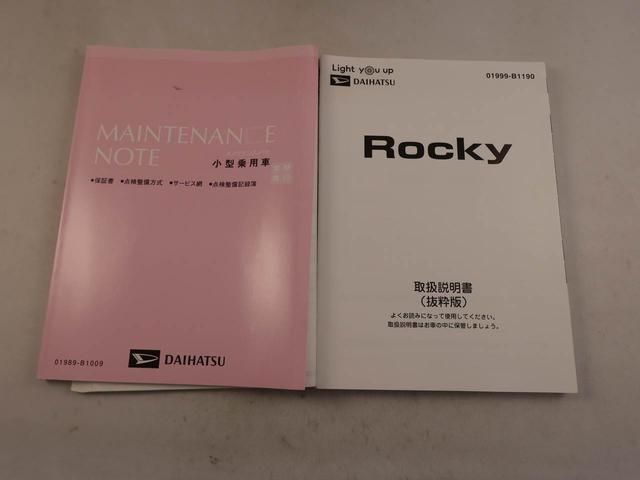 MAINTENANCE
NOTE
小型乗用車
●保証書 ●点検整備方式 ●サービス網 ●点検整備記録簿
01989-B1009
DAIHATSU
Light you up
DAIHATSU
01999-B1190
Rocky
取扱説明書
（抜粋版）
よくお読みになって使用してください。
取扱説明書はお車の中に保管しましょう。